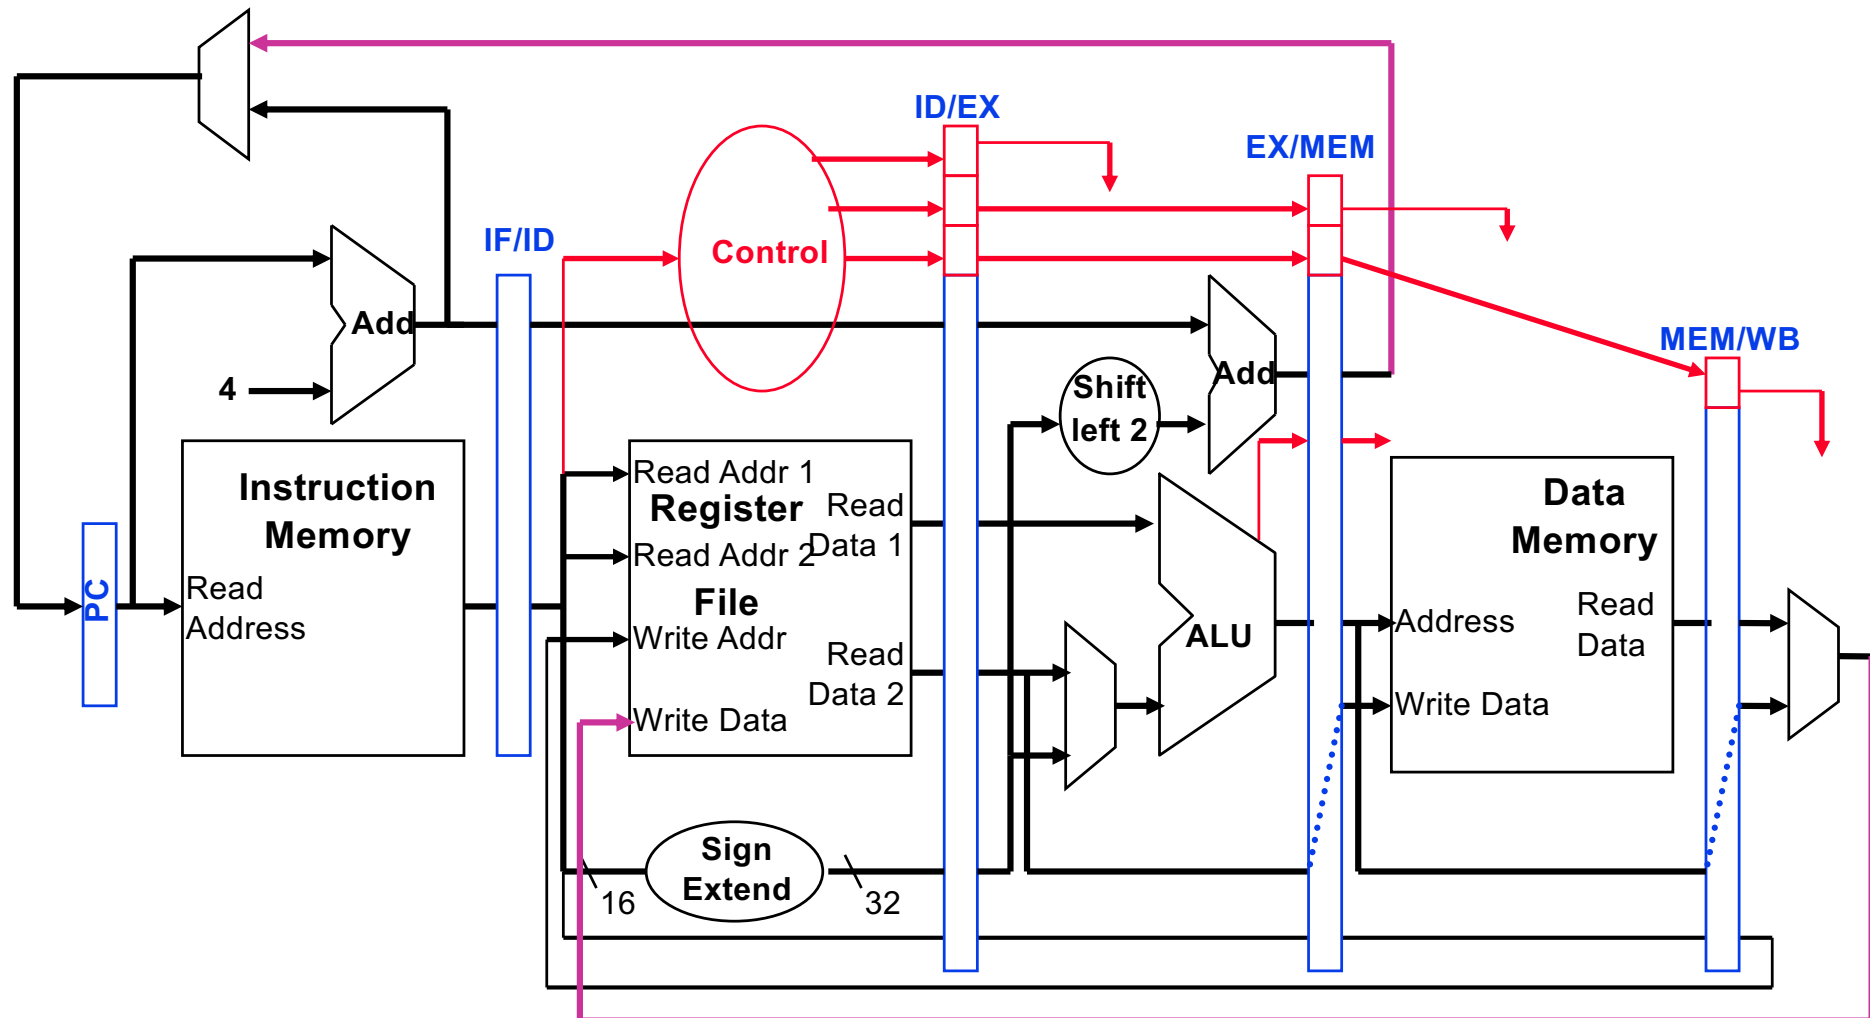 ID/EX
EX/MEM
IF/ID
Control
Add
MEM/WB
4
Shift
left 2
Add
Instruction
Memory
Read
Address
PC
Read Addr 1
Register
Read Addr 2
File
Write Addr
Write Data
Read
Data 1
Read
Data 2
ALU
Data
Memory
Address
Write Data
Read
Data
Sign
Extend
16
32